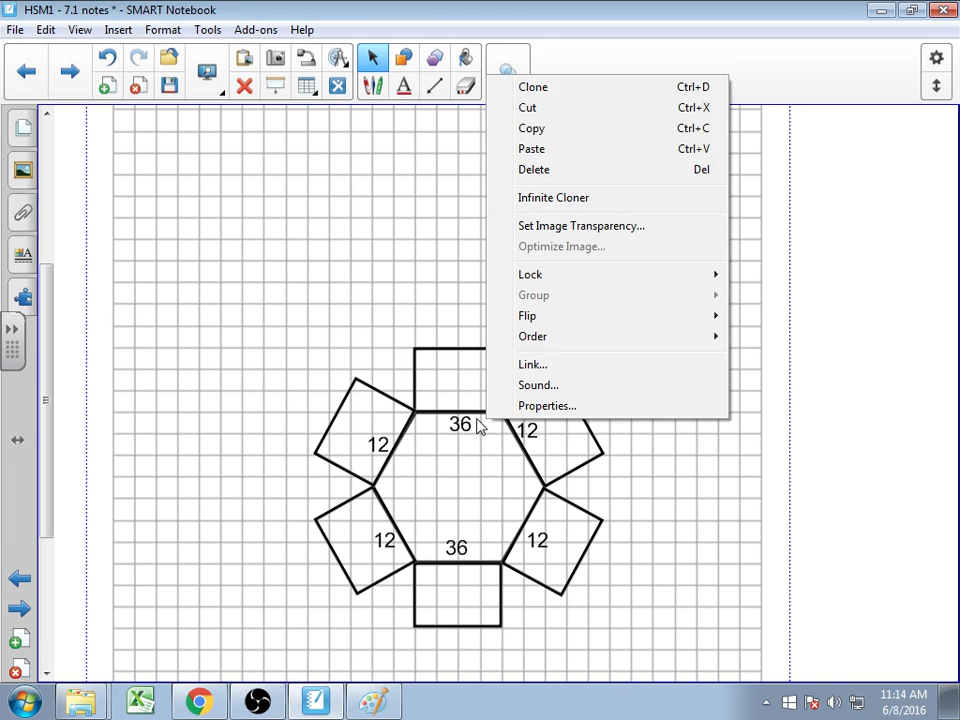 HSM1 - 7.1 notes * - SMART Notebook
File Edit View Insert Format Tools Add-ons Help
Clone Ctrl+D
Cut Ctrl+X
Copy Ctrl+C
Paste Ctrl+V
Delete Del
Infinite Cloner
Set Image Transparency...
Optimize Image...
Lock
Group
Flip
Order
Link...
Sound...
Properties...
36
12
12
12
36
12
11:14 AM
6/8/2016